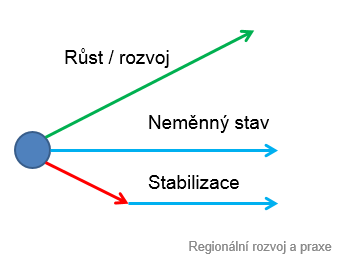 Růst / rozvoj
Neměnný stav
Stabilizace
Regionální rozvoj a praxe